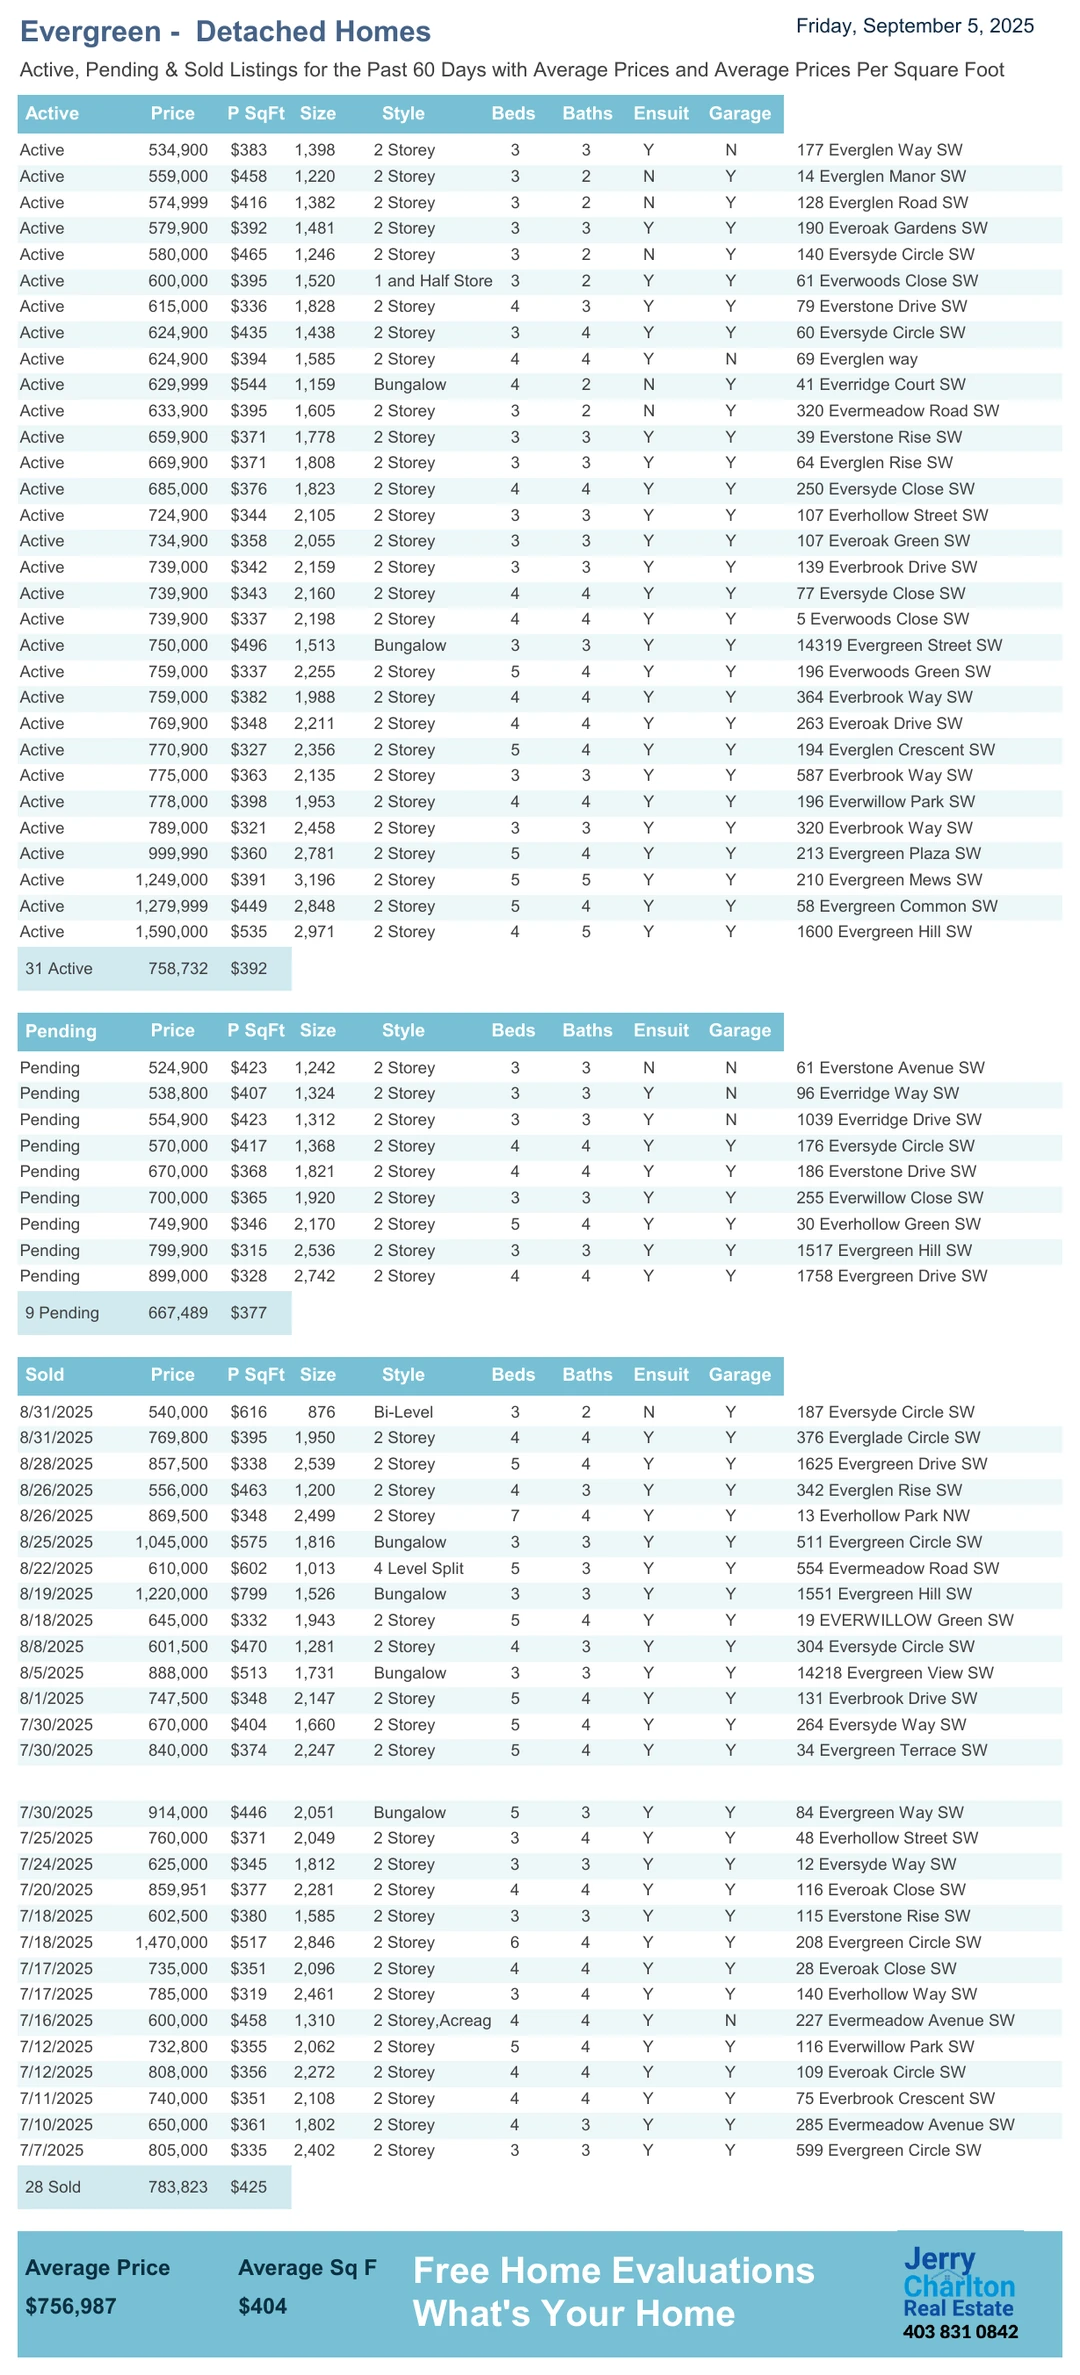 Evergreen - Detached Homes
Friday, September 5, 2025
Active, Pending & Sold Listings for the Past 60 Days with Average Prices and Average Prices Per Square Foot
Active Price P SqFt Size Style Beds Baths Ensuit Garage
Active 534,900 $383 1,398 2 Storey 3 3 Y N 177 Everglen Way SW
Active 559,000 $458 1,220 2 Storey 3 2 N Y 14 Everglen Manor SW
Active 574,999 $416 1,382 2 Storey 3 2 N Y 128 Everglen Road SW
Active 579,900 $392 1,481 2 Storey 3 3 Y Y 190 Everoak Gardens SW
Active 580,000 $465 1,246 2 Storey 3 2 N Y 140 Eversyde Circle SW
Active 600,000 $395 1,520 1 and Half Store 3 2 Y Y 61 Everwoods Close SW
Active 615,000 $336 1,828 2 Storey 4 3 Y Y 79 Everstone Drive SW
Active 624,900 $435 1,438 2 Storey 3 4 Y Y 60 Eversyde Circle SW
Active 624,900 $394 1,585 2 Storey 4 4 Y N 69 Everglen way
Active 629,999 $544 1,159 Bungalow 4 2 N Y 41 Everridge Court SW
Active 633,900 $395 1,605 2 Storey 3 2 N Y 320 Evermeadow Road SW
Active 659,900 $371 1,778 2 Storey 3 3 Y Y 39 Everstone Rise SW
Active 669,900 $371 1,808 2 Storey 3 3 Y Y 64 Everglen Rise SW
Active 685,000 $376 1,823 2 Storey 4 4 Y Y 250 Eversyde Close SW
Active 724,900 $344 2,105 2 Storey 3 3 Y Y 107 Everhollow Street SW
Active 734,900 $358 2,055 2 Storey 3 3 Y Y 107 Everoak Green SW
Active 739,000 $342 2,159 2 Storey 3 3 Y Y 139 Everbrook Drive SW
Active 739,900 $343 2,160 2 Storey 4 4 Y Y 77 Eversyde Close SW
Active 739,900 $337 2,198 2 Storey 4 4 Y Y 5 Everwoods Close SW
Active 750,000 $496 1,513 Bungalow 3 3 Y Y 14319 Evergreen Street SW
Active 759,000 $337 2,255 2 Storey 5 4 Y Y 196 Everwoods Green SW
Active 759,000 $382 1,988 2 Storey 4 4 Y Y 364 Everbrook Way SW
Active 769,900 $348 2,211 2 Storey 4 4 Y Y 263 Everoak Drive SW
Active 770,900 $327 2,356 2 Storey 5 4 Y Y 194 Everglen Crescent SW
Active 775,000 $363 2,135 2 Storey 3 3 Y Y 587 Everbrook Way SW
Active 778,000 $398 1,953 2 Storey 4 4 Y Y 196 Everwillow Park SW
Active 789,000 $321 2,458 2 Storey 3 3 Y Y 320 Everbrook Way SW
Active 999,990 $360 2,781 2 Storey 5 4 Y Y 213 Evergreen Plaza SW
Active 1,249,000 $391 3,196 2 Storey 5 5 Y Y 210 Evergreen Mews SW
Active 1,279,999 $449 2,848 2 Storey 5 4 Y Y 58 Evergreen Common SW
Active 1,590,000 $535 2,971 2 Storey 4 5 Y Y 1600 Evergreen Hill SW
31 Active 758,732 $392
Pending Price P SqFt Size Style Beds Baths Ensuit Garage
Pending 524,900 $423 1,242 2 Storey 3 3 N N 61 Everstone Avenue SW
Pending 538,800 $407 1,324 2 Storey 3 3 Y N 96 Everridge Way SW
Pending 554,900 $423 1,312 2 Storey 3 3 Y N 1039 Everridge Drive SW
Pending 570,000 $417 1,368 2 Storey 4 4 Y Y 176 Eversyde Circle SW
Pending 670,000 $368 1,821 2 Storey 4 4 Y Y 186 Everstone Drive SW
Pending 700,000 $365 1,920 2 Storey 3 3 Y Y 255 Everwillow Close SW
Pending 749,900 $346 2,170 2 Storey 5 4 Y Y 30 Everhollow Green SW
Pending 799,900 $315 2,536 2 Storey 3 3 Y Y 1517 Evergreen Hill SW
Pending 899,000 $328 2,742 2 Storey 4 4 Y Y 1758 Evergreen Drive SW
9 Pending 667,489 $377
Sold Price P SqFt Size Style Beds Baths Ensuit Garage
8/31/2025 540,000 $616 876 Bi-Level 3 2 N Y 187 Eversyde Circle SW
8/31/2025 769,800 $395 1,950 2 Storey 4 4 Y Y 376 Everglade Circle SW
8/28/2025 857,500 $338 2,539 2 Storey 5 4 Y Y 1625 Evergreen Drive SW
8/26/2025 556,000 $463 1,200 2 Storey 4 3 Y Y 342 Everglen Rise SW
8/26/2025 869,500 $348 2,499 2 Storey 7 4 Y Y 13 Everhollow Park NW
8/25/2025 1,045,000 $575 1,816 Bungalow 3 3 Y Y 511 Evergreen Circle SW
8/22/2025 610,000 $602 1,013 4 Level Split 5 3 Y Y 554 Evermeadow Road SW
8/19/2025 1,220,000 $799 1,526 Bungalow 3 3 Y Y 1551 Evergreen Hill SW
8/18/2025 645,000 $332 1,943 2 Storey 5 4 Y Y 19 EVERWILLOW Green SW
8/8/2025 601,500 $470 1,281 2 Storey 4 3 Y Y 304 Eversyde Circle SW
8/5/2025 888,000 $513 1,731 Bungalow 3 3 Y Y 14218 Evergreen View SW
8/1/2025 747,500 $348 2,147 2 Storey 5 4 Y Y 131 Everbrook Drive SW
7/30/2025 670,000 $404 1,660 2 Storey 5 4 Y Y 264 Eversyde Way SW
7/30/2025 840,000 $374 2,247 2 Storey 5 4 Y Y 34 Evergreen Terrace SW
7/30/2025 914,000 $446 2,051 Bungalow 5 3 Y Y 84 Evergreen Way SW
7/25/2025 760,000 $371 2,049 2 Storey 3 4 Y Y 48 Everhollow Street SW
7/24/2025 625,000 $345 1,812 2 Storey 3 3 Y Y 12 Eversyde Way SW
7/20/2025 859,951 $377 2,281 2 Storey 4 4 Y Y 116 Everoak Close SW
7/18/2025 602,500 $380 1,585 2 Storey 3 3 Y Y 115 Everstone Rise SW
7/18/2025 1,470,000 $517 2,846 2 Storey 6 4 Y Y 208 Evergreen Circle SW
7/17/2025 735,000 $351 2,096 2 Storey 4 4 Y Y 28 Everoak Close SW
7/17/2025 785,000 $319 2,461 2 Storey 3 4 Y Y 140 Everhollow Way SW
7/16/2025 600,000 $458 1,310 2 Storey,Acreag 4 4 Y N 227 Evermeadow Avenue SW
7/12/2025 732,800 $355 2,062 2 Storey 5 4 Y Y 116 Everwillow Park SW
7/12/2025 808,000 $356 2,272 2 Storey 4 4 Y Y 109 Everoak Circle SW
7/11/2025 740,000 $351 2,108 2 Storey 4 4 Y Y 75 Everbrook Crescent SW
7/10/2025 650,000 $361 1,802 2 Storey 4 3 Y Y 285 Evermeadow Avenue SW
7/7/2025 805,000 $335 2,402 2 Storey 3 3 Y Y 599 Evergreen Circle SW
28 Sold 783,823 $425
Average Price Average Sq F
$756,987 $404
Free Home Evaluations
What's Your Home
Jerry
Charlton
Real Estate
403 831 0842